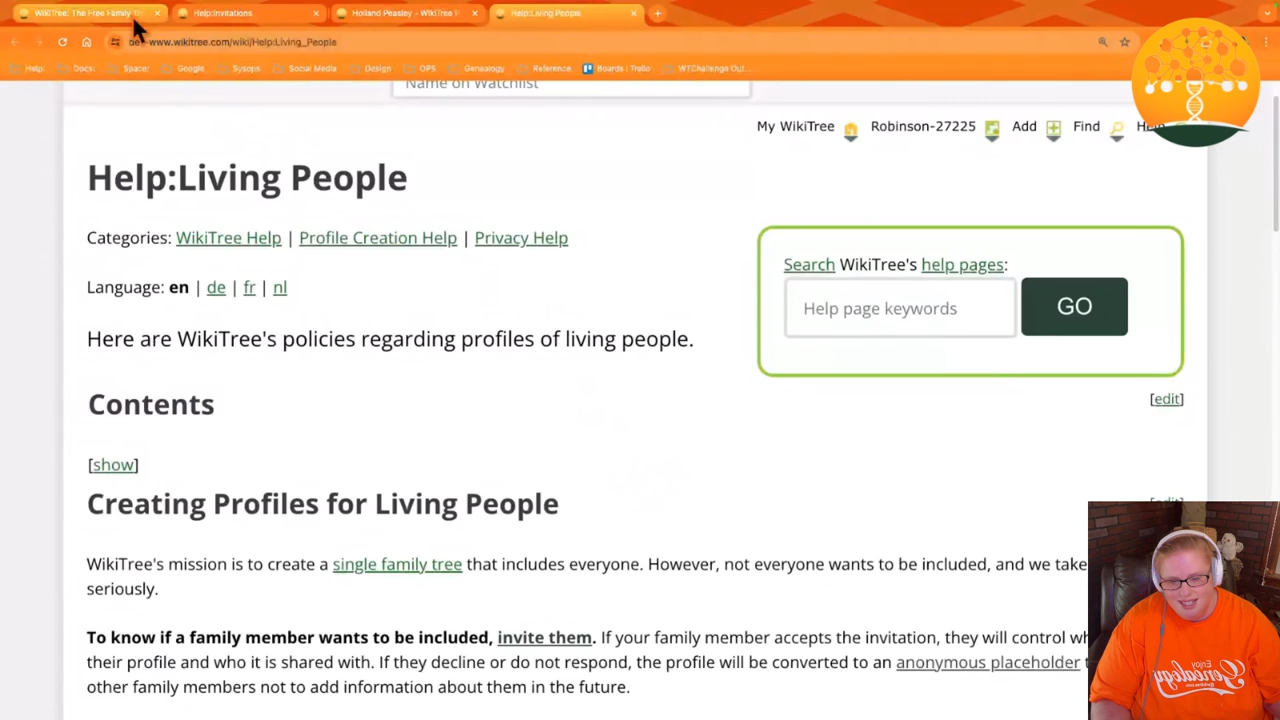 WikiTree: The Free Family Tr
Help:Invitations
Holland Peasley - WikiTree
Help:Living People
www.wikitree.com/wiki/Help:Living_People
Help:
Docs:
Space:
Google
Sysops
Social Media
Design
OPS
Genealogy
Reference
Boards | Trello
WTChallenge Out...
Name on Watchlist
My WikiTree Robinson-27225 Add Find
Help:Living People
Categories: WikiTree Help | Profile Creation Help | Privacy Help
Search WikiTree's help pages:
Language: en | de | fr | nl
Help page keywords GO
Here are WikiTree's policies regarding profiles of living people.
Contents [edit]
[show]
Creating Profiles for Living People
WikiTree's mission is to create a single family tree that includes everyone. However, not everyone wants to be included, and we take
seriously.
To know if a family member wants to be included, invite them. If your family member accepts the invitation, they will control
their profile and who it is shared with. If they decline or do not respond, the profile will be converted to an anonymous placeholder
other family members not to add information about them in the future.
Enjoy
Genealogy